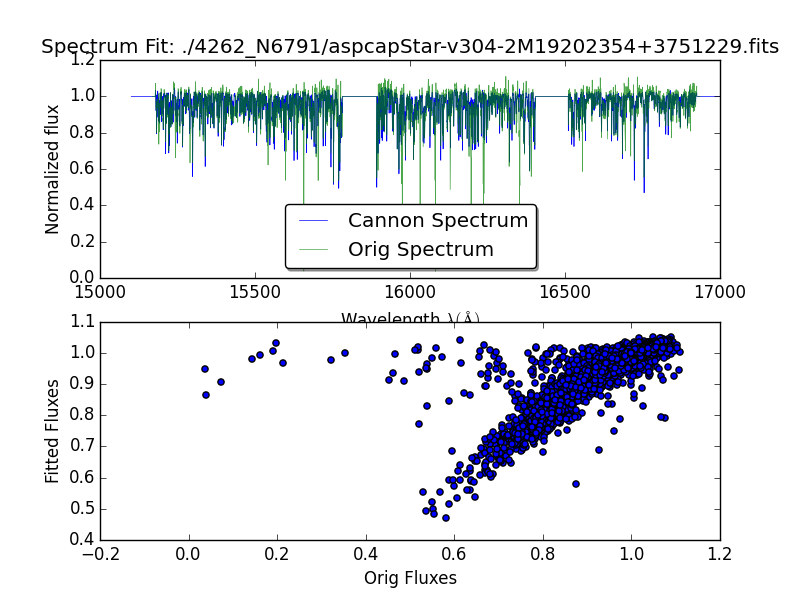 Spectrum Fit: ./4262_N6791/aspcapStar-v304-2M19202354+3751229.fits
1.2
1.0
0.8
0.6
0.4
0.2
0.0
Normalized flux
Cannon Spectrum
Orig Spectrum
15000 15500 16000 16500 17000
Wavelength λ(Å)
1.1
1.0
0.9
0.8
0.7
0.6
0.5
0.4
Fitted Fluxes
−0.2 0.0 0.2 0.4 0.6 0.8 1.0 1.2
Orig Fluxes